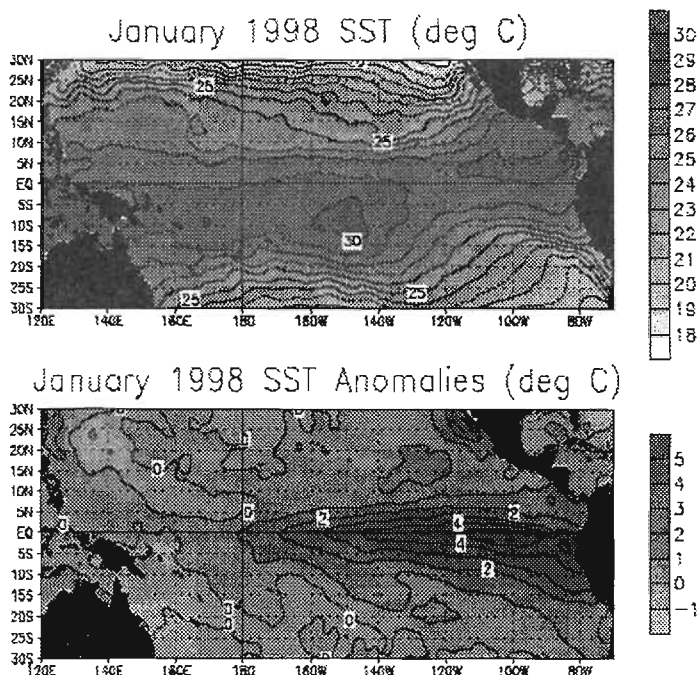 January 1998 SST (deg C)
30N
25N
20N
15N
10N
5N
EQ
5S
10S
15S
20S
25S
30S
120E 140E 160E 180 160W 140W 120W 100W 80W
25
25
30
25
25
30
29
28
27
26
25
24
23
22
21
20
19
18
January 1998 SST Anomalies (deg C)
30N
25N
20N
15N
10N
5N
EQ
5S
10S
15S
20S
25S
30S
120E 140E 160E 180 160W 140W 120W 100W 80W
0
0
0
0
0
2
4
2
4
2
0
0
0
5
4
3
2
1
0
-1